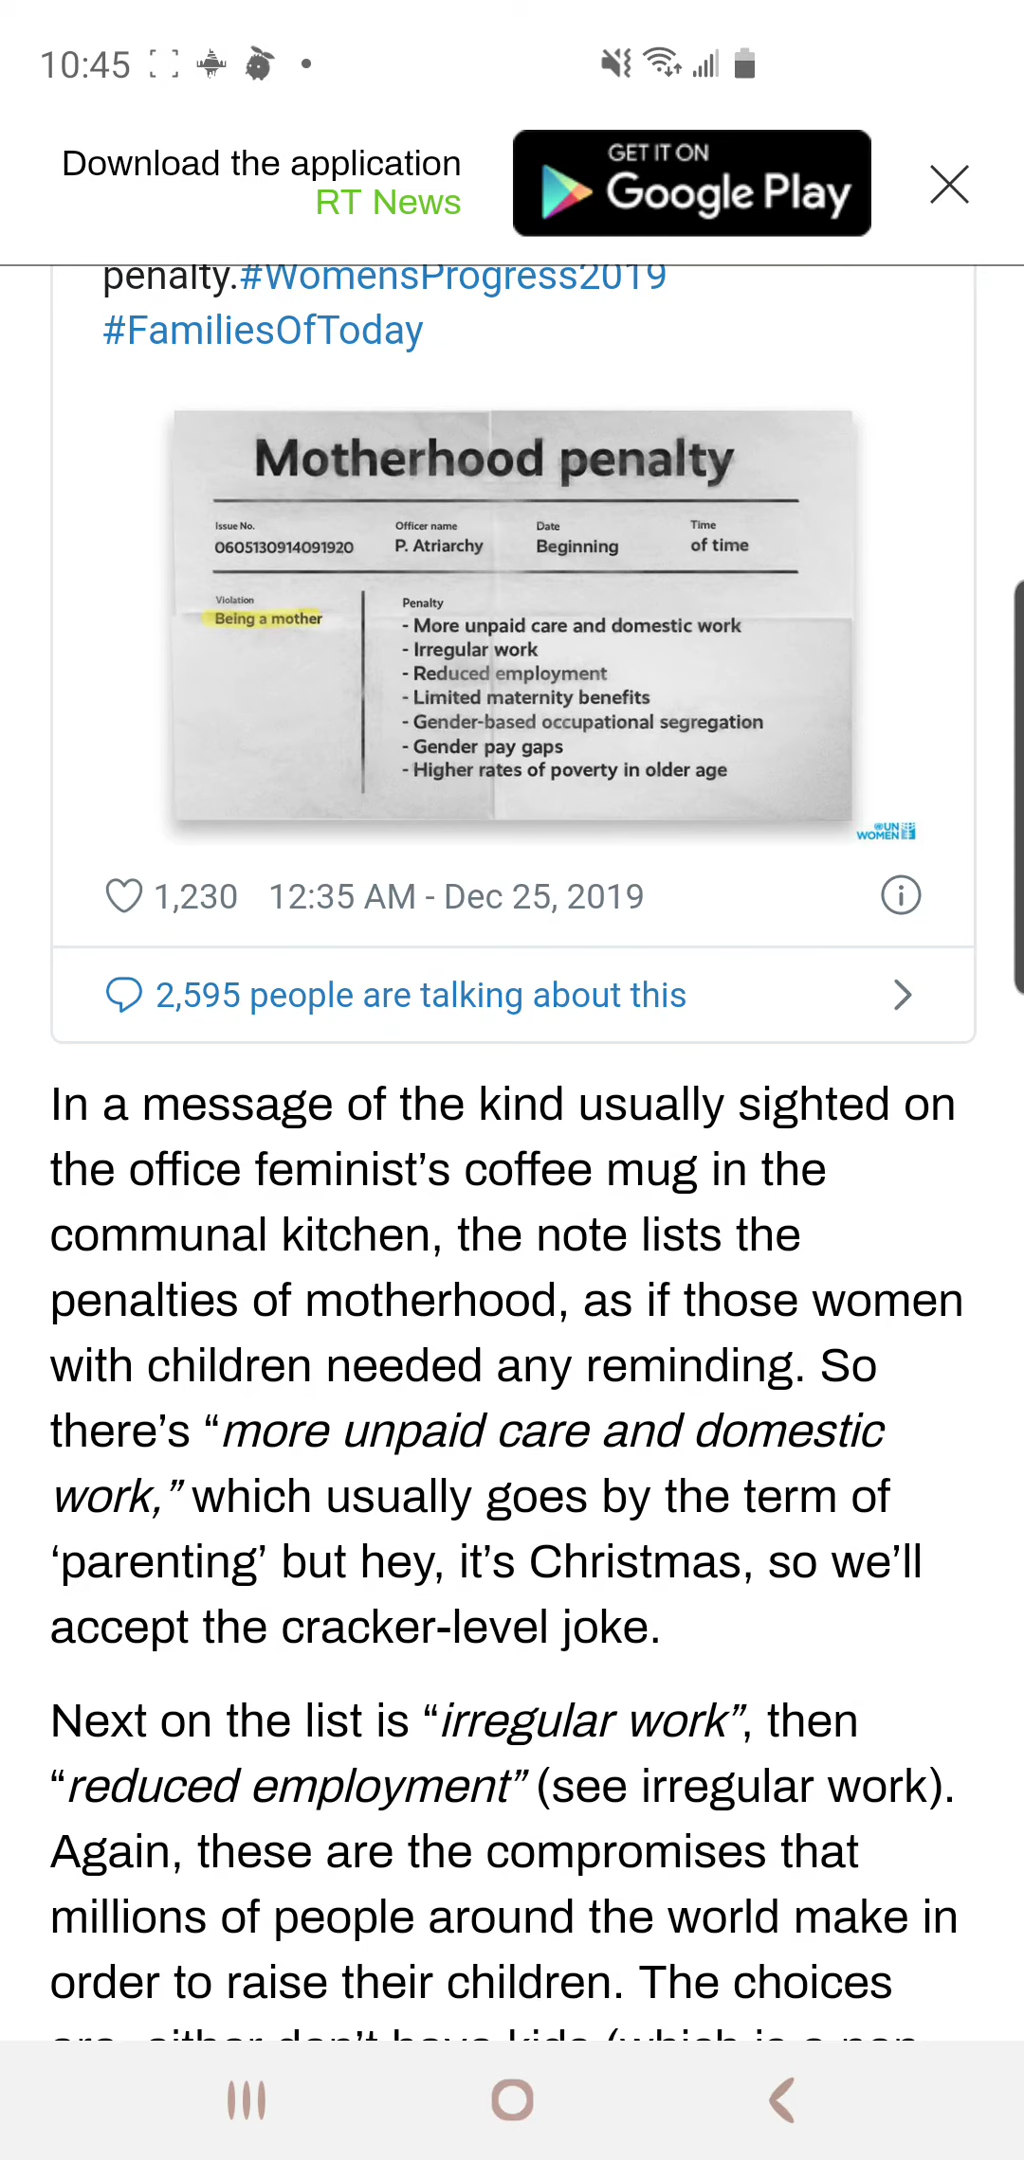 10:45
Download the application
RT News
GET IT ON
Google Play
penalty.#WomensProgress2019
#FamiliesOfToday
Motherhood penalty
Issue No. Officer name Date Time
0605130914091920 P. Atriarchy Beginning of time
Violation
Being a mother
Penalty
- More unpaid care and domestic work
- Irregular work
- Reduced employment
- Limited maternity benefits
- Gender-based occupational segregation
- Gender pay gaps
- Higher rates of poverty in older age
UN
WOMEN
1,230 12:35 AM - Dec 25, 2019
2,595 people are talking about this
In a message of the kind usually sighted on
the office feminist’s coffee mug in the
communal kitchen, the note lists the
penalties of motherhood, as if those women
with children needed any reminding. So
there’s “more unpaid care and domestic
work,” which usually goes by the term of
‘parenting’ but hey, it’s Christmas, so we’ll
accept the cracker-level joke.
Next on the list is “irregular work”, then
“reduced employment” (see irregular work).
Again, these are the compromises that
millions of people around the world make in
order to raise their children. The choices
are, either don’t have kids (which is a non